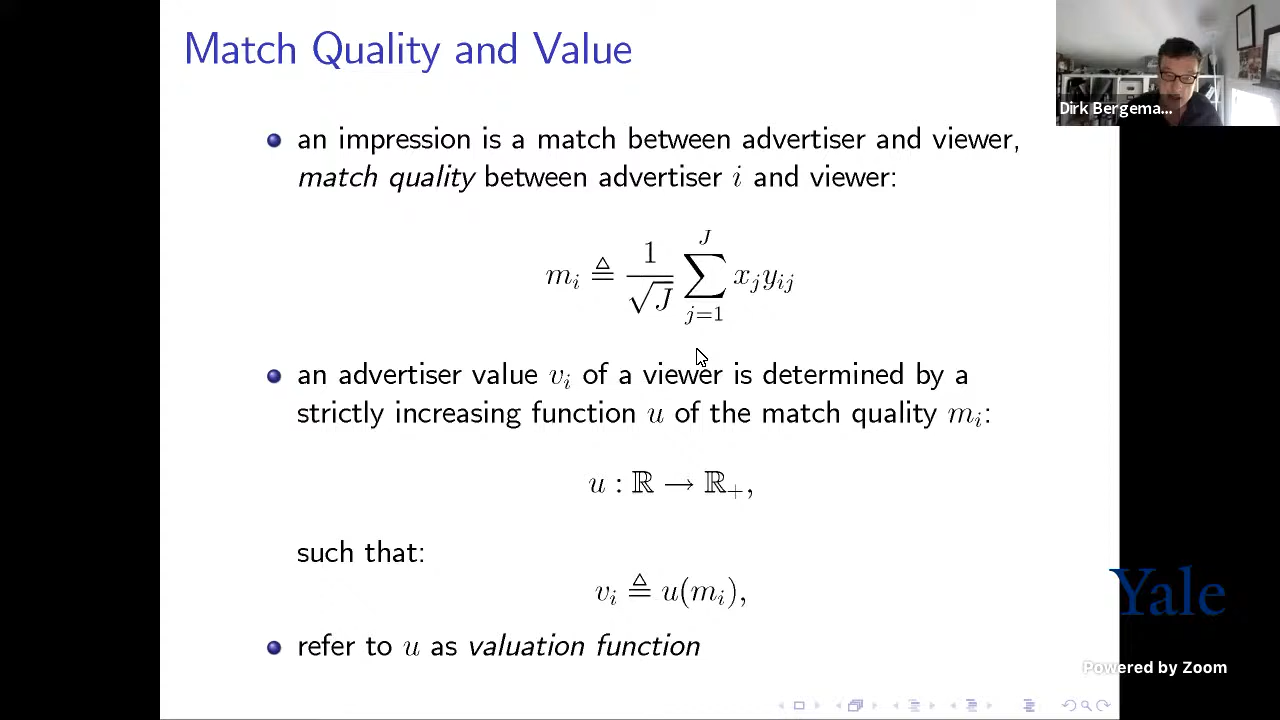 Match Quality and Value
Dirk Bergema...
an impression is a match between advertiser and viewer,
match quality between advertiser i and viewer:
m_i ≜ \frac{1}{\sqrt{J}} \sum_{j=1}^{J} x_j y_{ij}
an advertiser value v_i of a viewer is determined by a
strictly increasing function u of the match quality m_i:
u : ℝ → ℝ_+,
such that:
v_i ≜ u(m_i),
Yale
refer to u as valuation function
Powered by Zoom